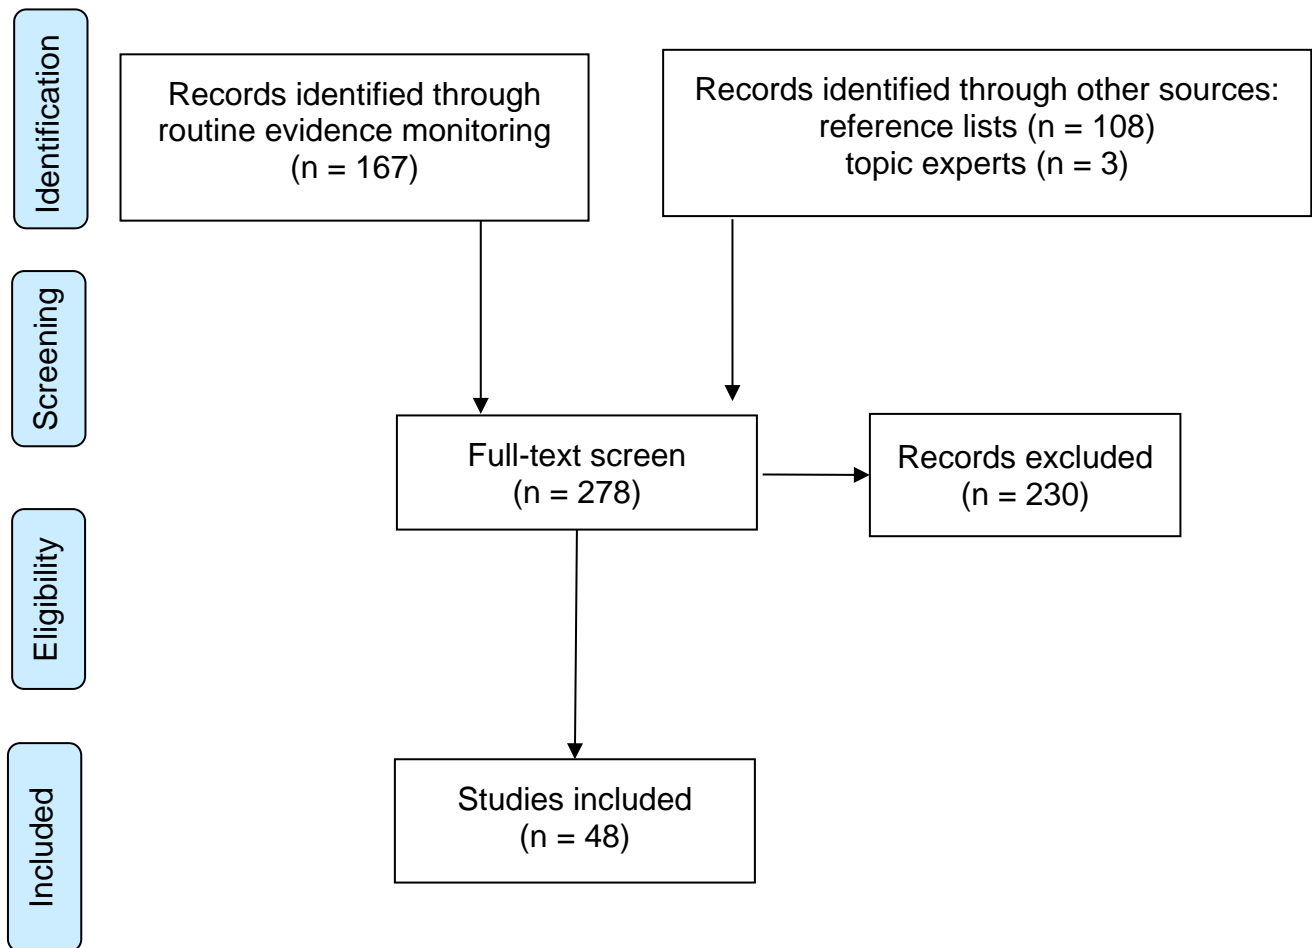 Identification
Records identified through
routine evidence monitoring
(n = 167)
Records identified through other sources:
reference lists (n = 108)
topic experts (n = 3)
Screening
Full-text screen
(n = 278)
Records excluded
(n = 230)
Eligibility
Included
Studies included
(n = 48)